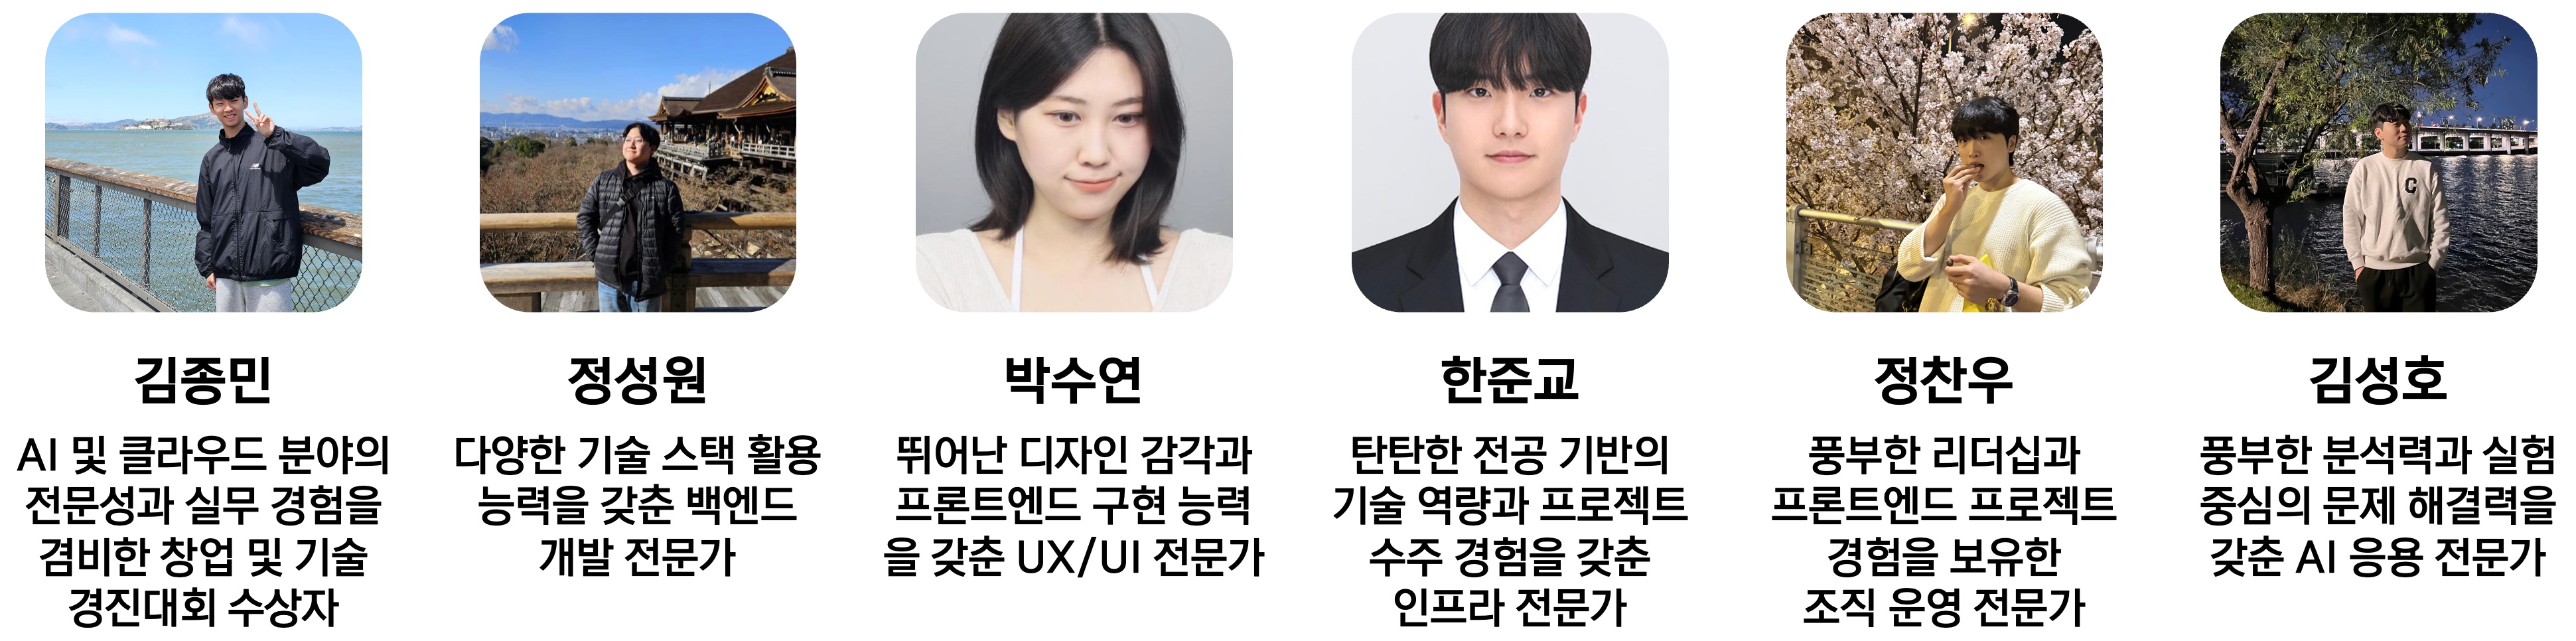 김종민
AI 및 클라우드 분야의
전문성과 실무 경험을
겸비한 창업 및 기술
경진대회 수상자
정성원
다양한 기술 스택 활용
능력을 갖춘 백엔드
개발 전문가
박수연
뛰어난 디자인 감각과
프론트엔드 구현 능력
을 갖춘 UX/UI 전문가
한준교
탄탄한 전공 기반의
기술 역량과 프로젝트
수주 경험을 갖춘
인프라 전문가
정찬우
풍부한 리더십과
프론트엔드 프로젝트
경험을 보유한
조직 운영 전문가
김성호
C
풍부한 분석력과 실험
중심의 문제 해결력을
갖춘 AI 응용 전문가